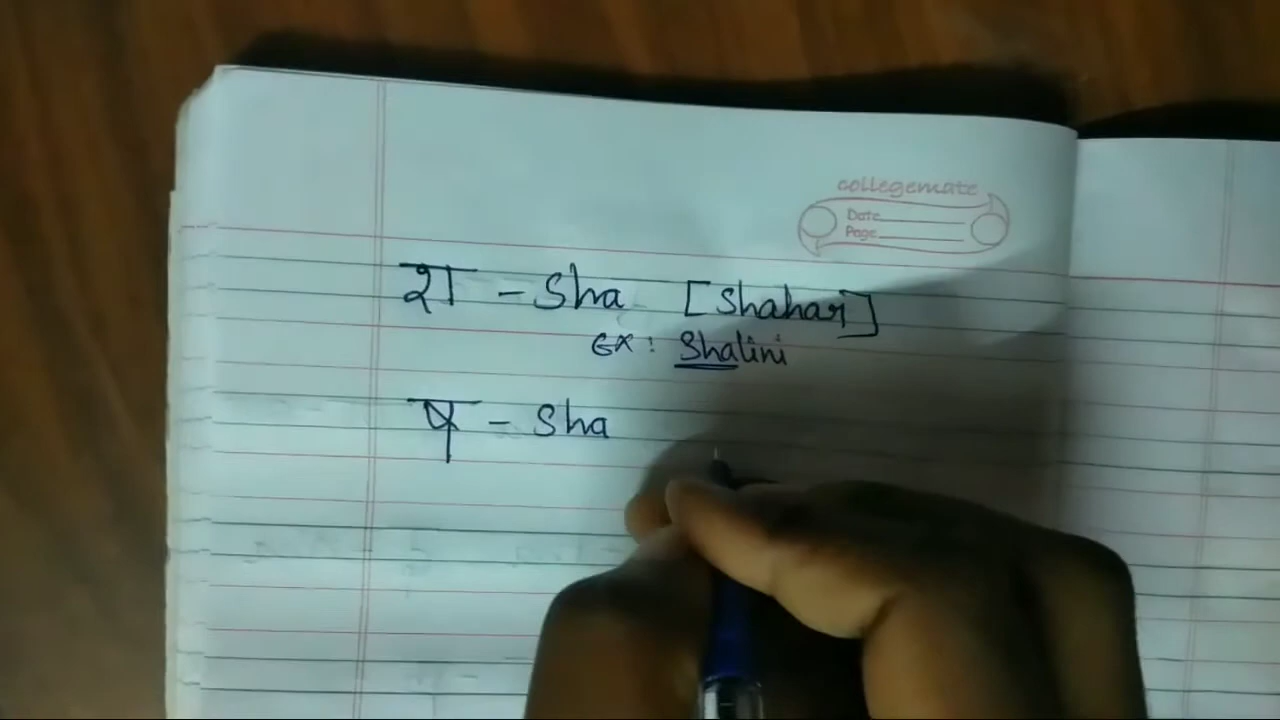 collegemate
Date
Page
श - Sha [Shahar]
Ex: Shalini
ष - Sha